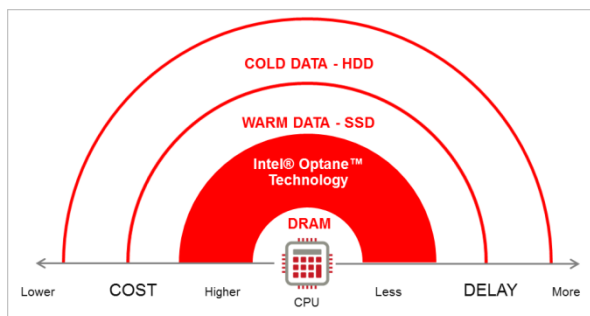 COLD DATA - HDD
WARM DATA - SSD
Intel® Optane™
Technology
DRAM
Lower COST Higher CPU Less DELAY More